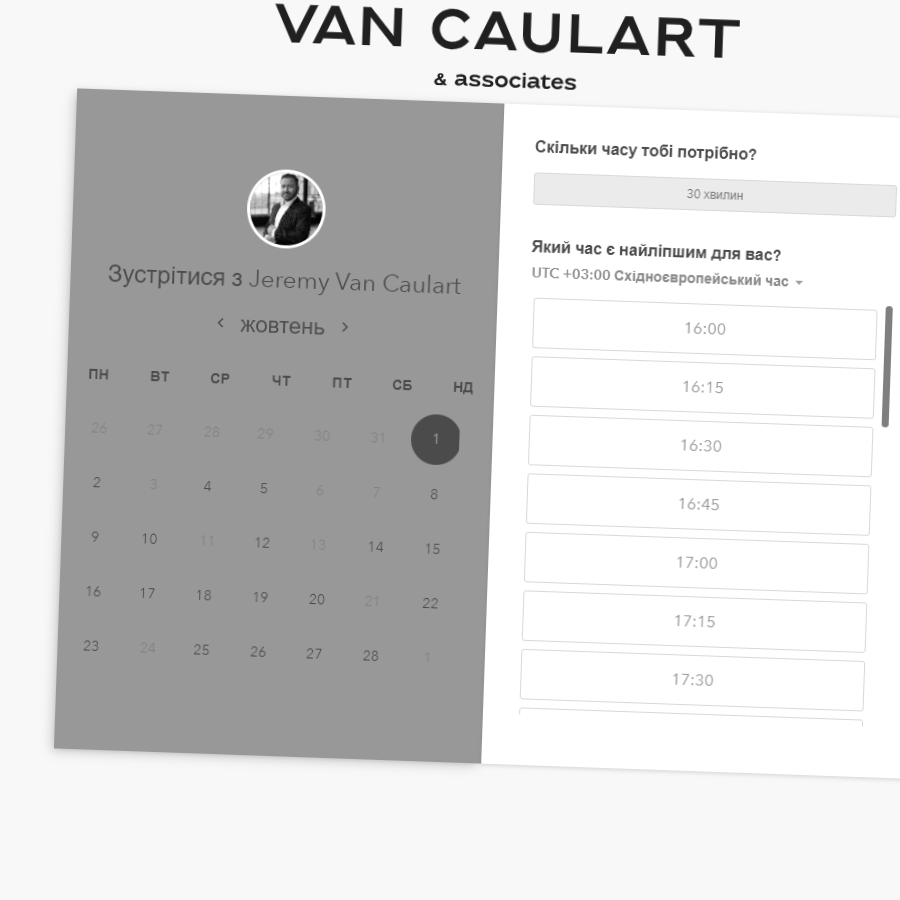 VAN CAULART
& associates
Зустрітися з Jeremy Van Caulart
жовтень
ПН ВТ СР ЧТ ПТ СБ НД
26 27 28 29 30 31 1
2 3 4 5 6 7 8
9 10 11 12 13 14 15
16 17 18 19 20 21 22
23 24 25 26 27 28 1
Скільки часу тобі потрібно?
30 хвилин
Який час є найліпшим для вас?
UTC +03:00 Східноєвропейський час
16:00
16:15
16:30
16:45
17:00
17:15
17:30